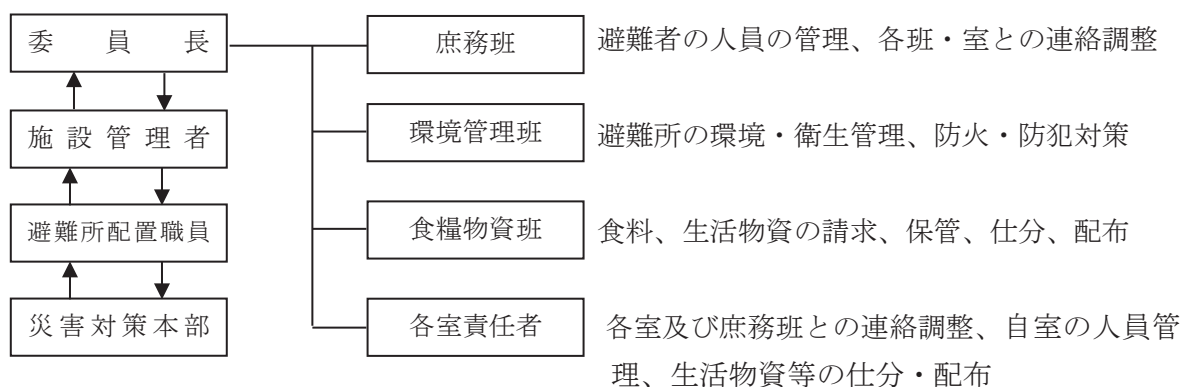 委員長
庶務班
避難者の人員の管理、各班・室との連絡調整
施設管理者
環境管理班
避難所の環境・衛生管理、防火・防犯対策
避難所配置職員
食糧物資班
食料、生活物資の請求、保管、仕分、配布
災害対策本部
各室責任者
各室及び庶務班との連絡調整、自室の人員管
理、生活物資等の仕分・配布